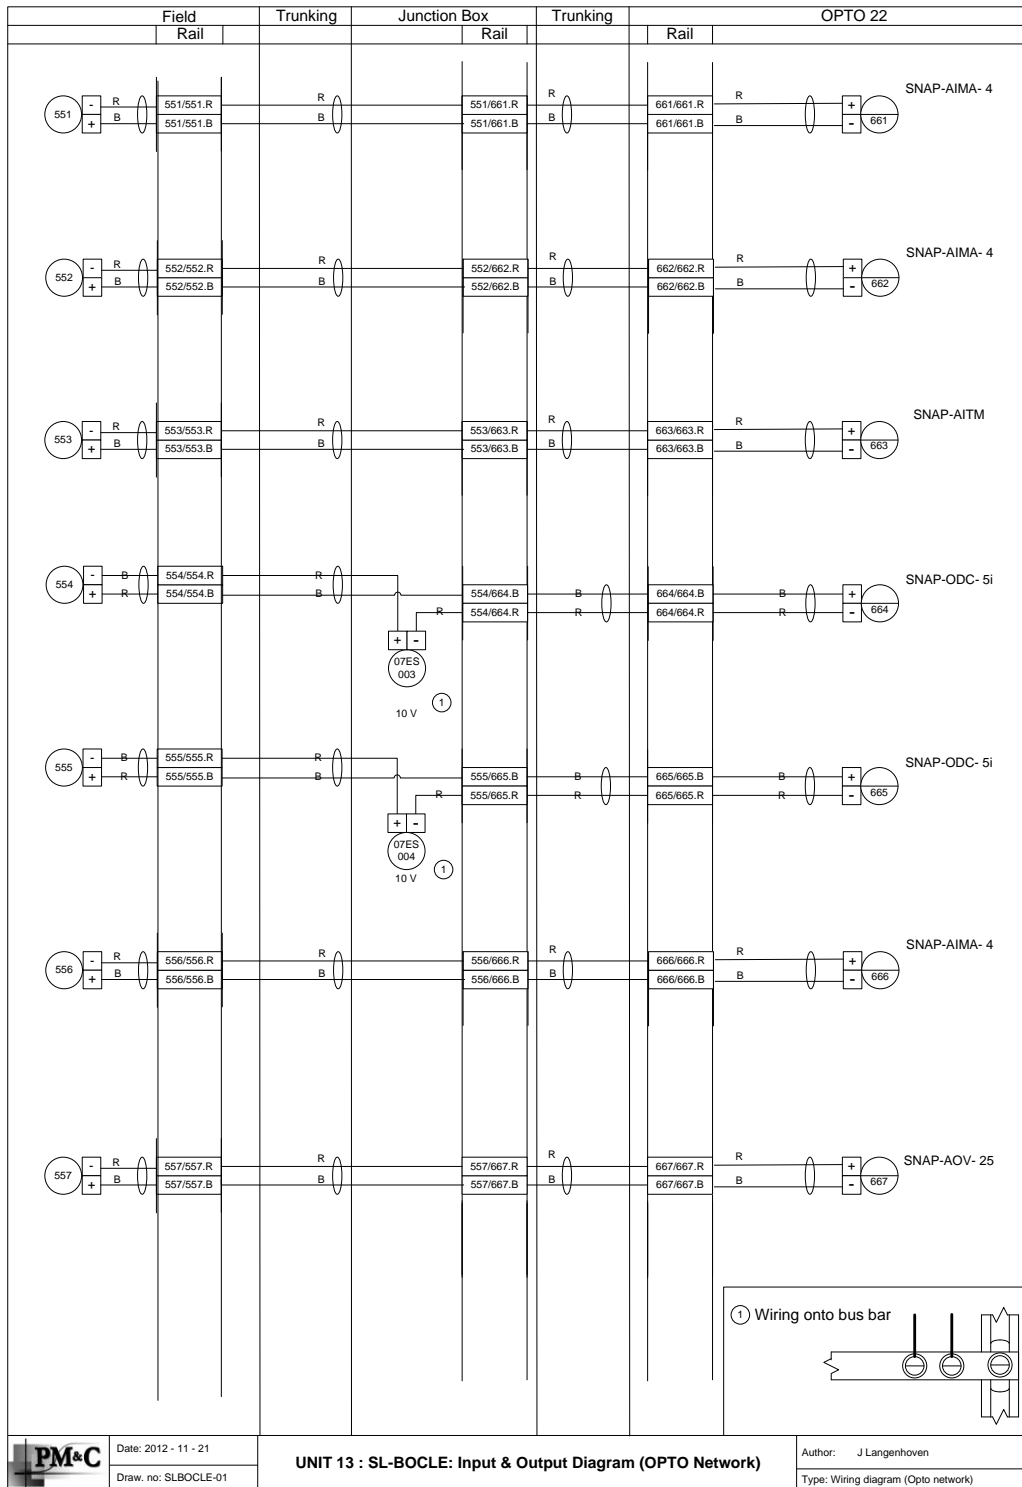 Field Trunking Junction Box Trunking OPTO 22
Rail Rail Rail
SNAP-AIMA- 4
551 - R 551/551.R R 551/661.R R 661/661.R R + 661
+ B 551/551.B B 551/661.B B 661/661.B B -
SNAP-AIMA- 4
552 - R 552/552.R R 552/662.R R 662/662.R R + 662
+ B 552/552.B B 552/662.B B 662/662.B B -
SNAP-AITM
553 - R 553/553.R R 553/663.R R 663/663.R R + 663
+ B 553/553.B B 553/663.B B 663/663.B B -
SNAP-ODC- 5i
554 - B 554/554.R R
+ R 554/554.B B 554/664.B B 664/664.B B + 664
R 554/664.R R 664/664.R R -
+ -
07ES
003
1
10 V
SNAP-ODC- 5i
555 - B 555/555.R R
+ R 555/555.B B 555/665.B B 665/665.B B + 665
R 555/665.R R 665/665.R R -
+ -
07ES
004
1
10 V
SNAP-AIMA- 4
556 - R 556/556.R R 556/666.R R 666/666.R R + 666
+ B 556/556.B B 556/666.B B 666/666.B B -
SNAP-AOV- 25
557 - R 557/557.R R 557/667.R R 667/667.R R + 667
+ B 557/557.B B 557/667.B B 667/667.B B -
1 Wiring onto bus bar
PM&C
Date: 2012 - 11 - 21
Draw. no: SLBOCLE-01
UNIT 13 : SL-BOCLE: Input & Output Diagram (OPTO Network)
Author: J Langenhoven
Type: Wiring diagram (Opto network)